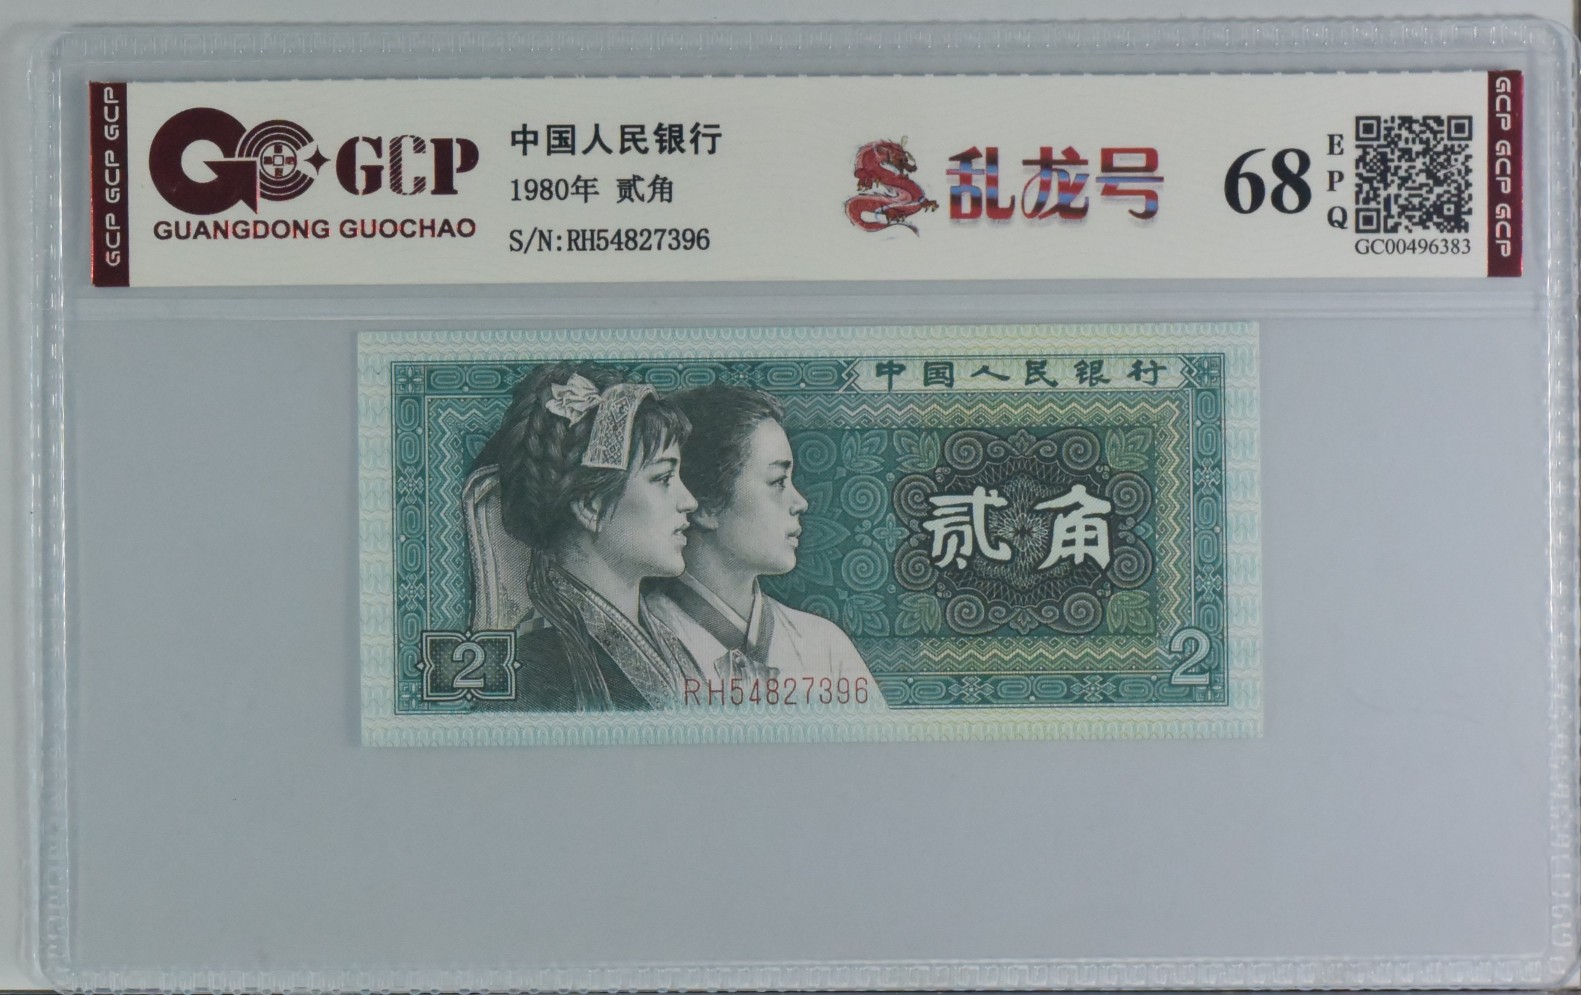 GCP GCP GCP
GCP
GUANGDONG GUOCHAO
中国人民银行
1980年 贰角
S/N:RH54827396
乱龙号
68
E
P
Q
GC00496383
GCP GCP GCP
中国人民银行
贰角
2
2
RH54827396